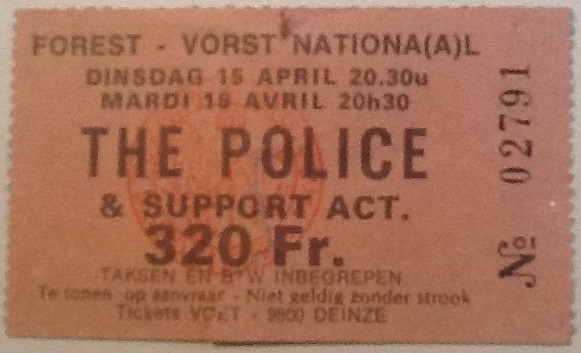 FOREST - VORST NATIONA(A)L
DINSDAG 15 APRIL 20.30u
MARDI 15 AVRIL 20h30
THE POLICE
& SUPPORT ACT.
320 Fr.
TAKSEN EN BTW INBEGREPEN
Te tonen op aanvraag - Niet geldig zonder strook
Tickets VOET - 9800 DEINZE
Nº 02791